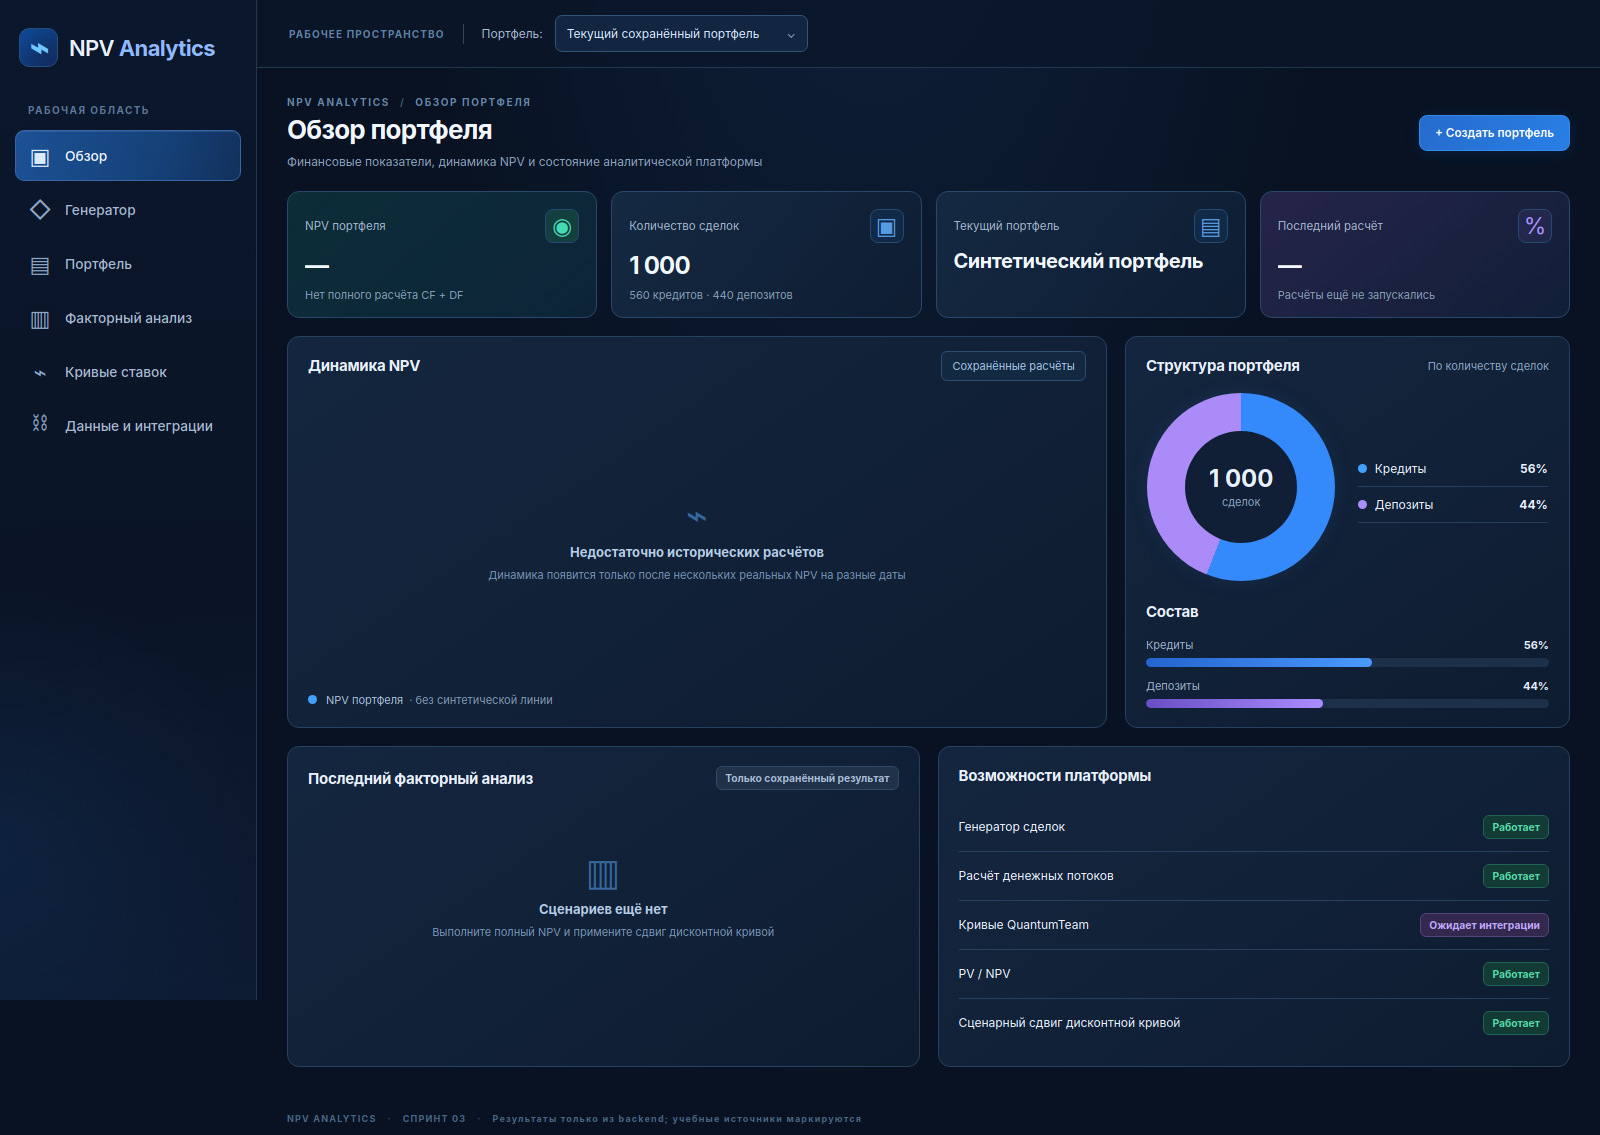 NPV Analytics
РАБОЧАЯ ОБЛАСТЬ
Обзор
Генератор
Портфель
Факторный анализ
Кривые ставок
Данные и интеграции
РАБОЧЕЕ ПРОСТРАНСТВО
Портфель:
Текущий сохранённый портфель
NPV ANALYTICS / ОБЗОР ПОРТФЕЛЯ
Обзор портфеля
Финансовые показатели, динамика NPV и состояние аналитической платформы
+ Создать портфель
NPV портфеля
—
Нет полного расчёта CF + DF
Количество сделок
1 000
560 кредитов · 440 депозитов
Текущий портфель
Синтетический портфель
Последний расчёт
%
—
Расчёты ещё не запускались
Динамика NPV
Сохранённые расчёты
Недостаточно исторических расчётов
Динамика появится только после нескольких реальных NPV на разные даты
NPV портфеля · без синтетической линии
Структура портфеля
По количеству сделок
1 000
сделок
Кредиты 56%
Депозиты 44%
Состав
Кредиты 56%
Депозиты 44%
Последний факторный анализ
Только сохранённый результат
Сценариев ещё нет
Выполните полный NPV и примените сдвиг дисконтной кривой
Возможности платформы
Генератор сделок Работает
Расчёт денежных потоков Работает
Кривые QuantumTeam Ожидает интеграции
PV / NPV Работает
Сценарный сдвиг дисконтной кривой Работает
NPV ANALYTICS · СПРИНТ 03 · Результаты только из backend; учебные источники маркируются